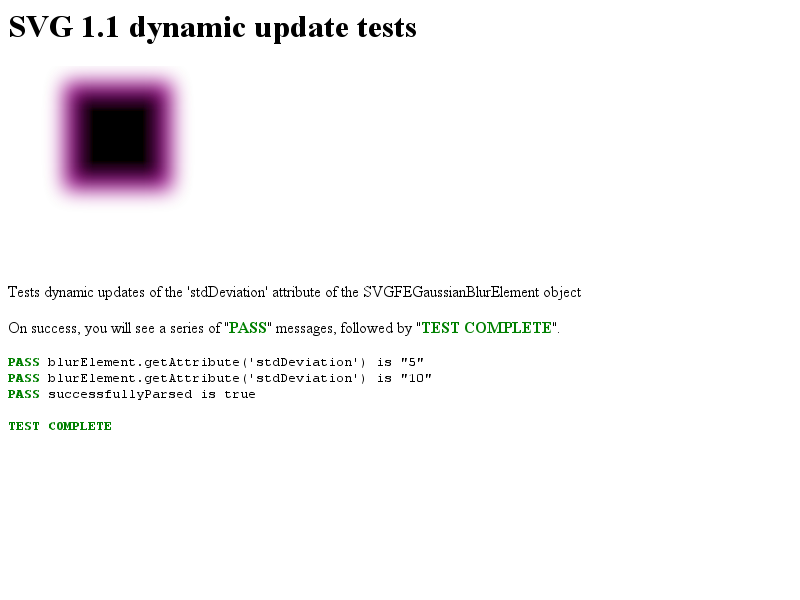 SVG 1.1 dynamic update tests
Tests dynamic updates of the 'stdDeviation' attribute of the SVGFEGaussianBlurElement object
On success, you will see a series of "PASS" messages, followed by "TEST COMPLETE".
PASS blurElement.getAttribute('stdDeviation') is "5"
PASS blurElement.getAttribute('stdDeviation') is "10"
PASS successfullyParsed is true
TEST COMPLETE